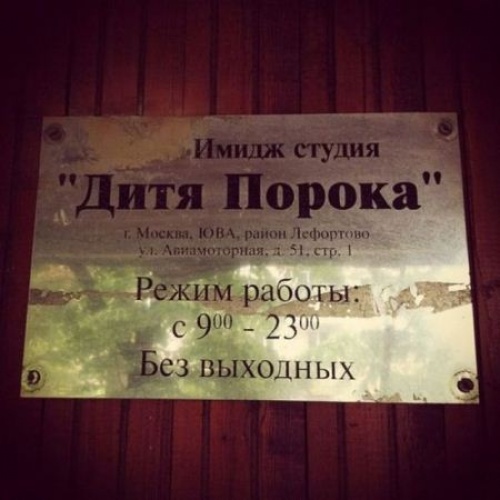 Имидж студия
"Дитя Порока"
г. Москва, ЮВА, район Лефортово
ул. Авиамоторная, д. 51, стр. 1
Режим работы:
с 9⁰⁰ - 23⁰⁰
Без выходных